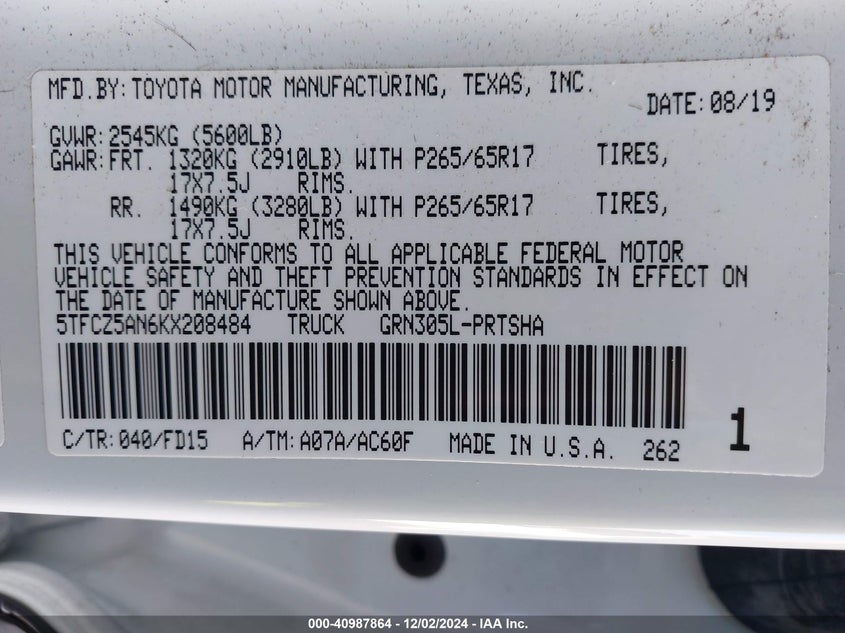 MFD.BY:TOYOTA MOTOR MANUFACTURING, TEXAS, INC.
DATE:08/19
GVWR:2545KG (5600LB)
GAWR:FRT. 1320KG (2910LB) WITH P265/65R17 TIRES,
17X7.5J RIMS.
RR. 1490KG (3280LB) WITH P265/65R17 TIRES,
17X7.5J RIMS.
THIS VEHICLE CONFORMS TO ALL APPLICABLE FEDERAL MOTOR
VEHICLE SAFETY AND THEFT PREVENTION STANDARDS IN EFFECT ON
THE DATE OF MANUFACTURE SHOWN ABOVE.
5TFCZ5AN6KX208484 TRUCK GRN305L-PRTSHA
1
C/TR:040/FD15 A/TM:A07A/AC60F MADE IN U.S.A. 262
000-40987864 - 12/02/2024 - IAA Inc.